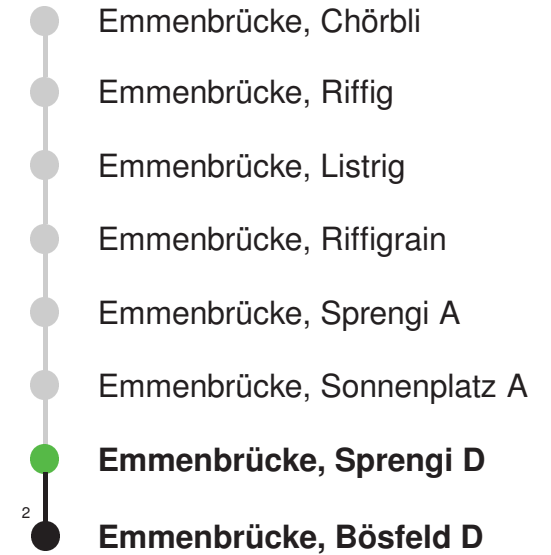 Emmenbrücke, Chörbli
Emmenbrücke, Riffig
Emmenbrücke, Listrig
Emmenbrücke, Riffigrain
Emmenbrücke, Sprengi A
Emmenbrücke, Sonnenplatz A
Emmenbrücke, Sprengi D
2
Emmenbrücke, Bösfeld D